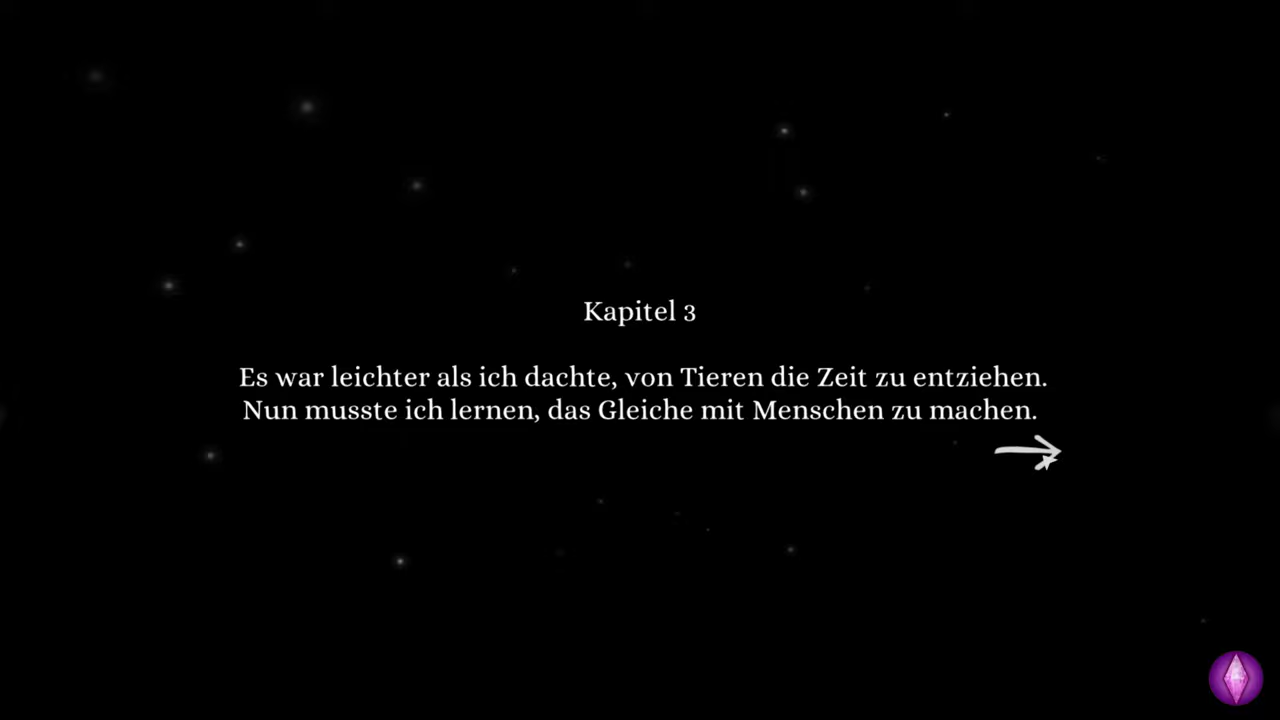 Kapitel 3
Es war leichter als ich dachte, von Tieren die Zeit zu entziehen.
Nun musste ich lernen, das Gleiche mit Menschen zu machen.